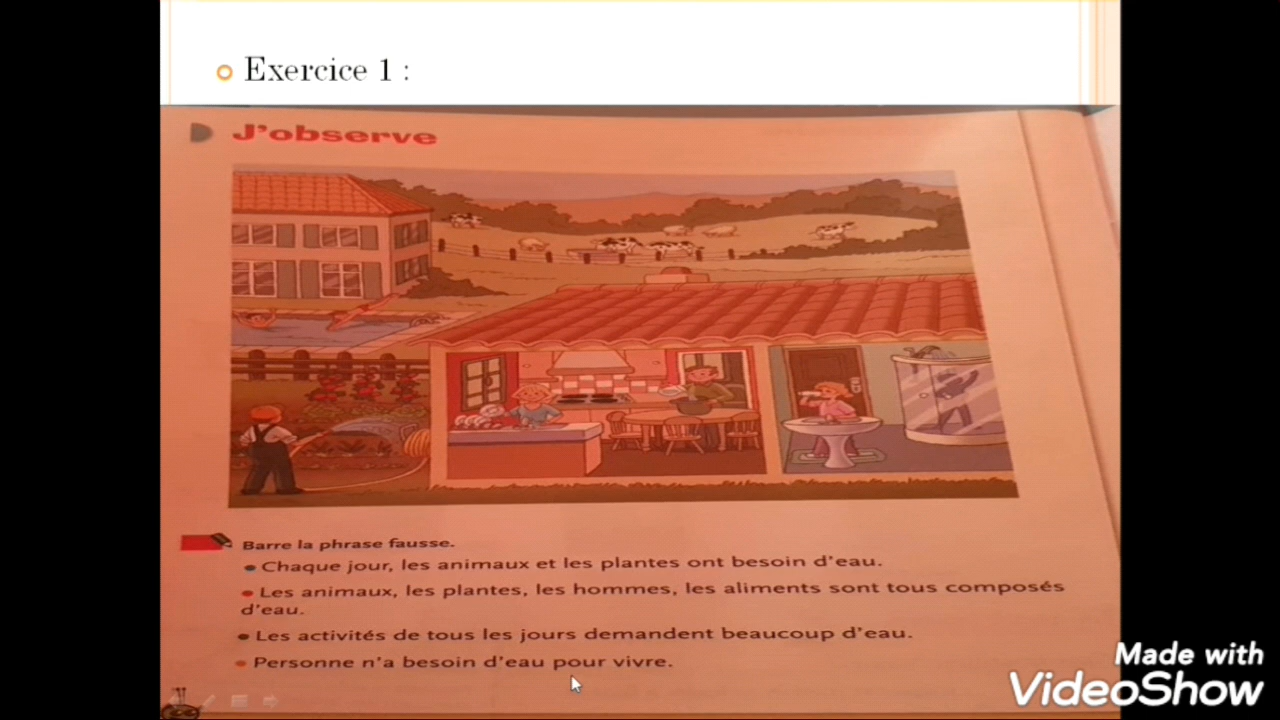 Exercice 1 :
J'observe
Barre la phrase fausse.
• Chaque jour, les animaux et les plantes ont besoin d'eau.
• Les animaux, les plantes, les hommes, les aliments sont tous composés
d'eau.
• Les activités de tous les jours demandent beaucoup d'eau.
• Personne n'a besoin d'eau pour vivre.
Made with
VideoShow